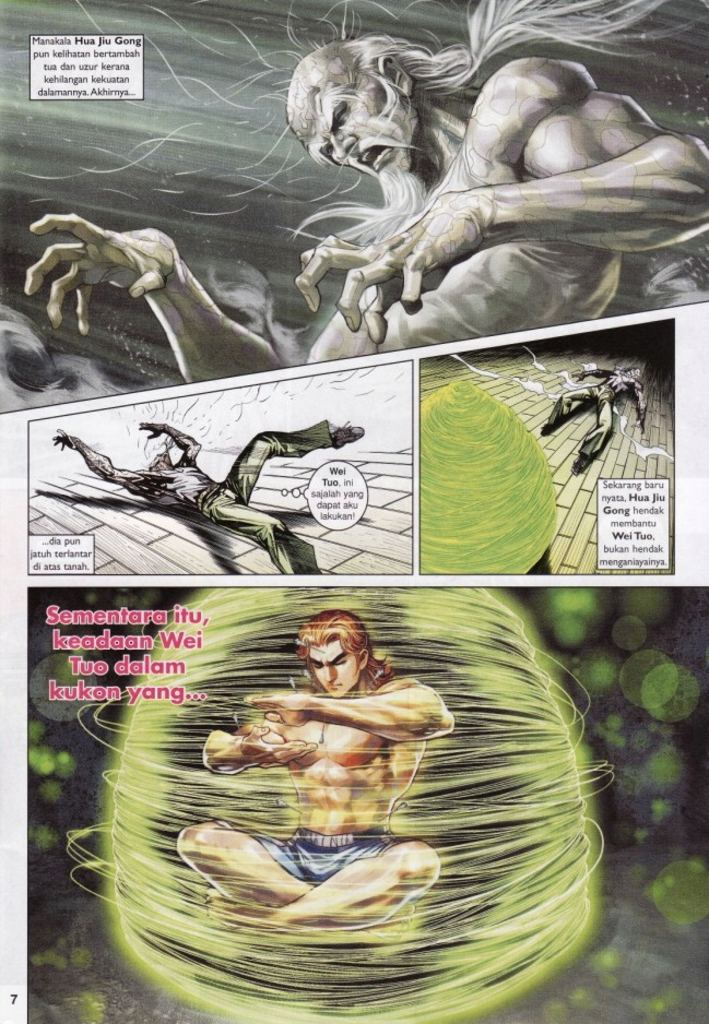 Manakala Hua Jiu Gong
pun kelihatan bertambah
tua dan uzur kerana
kehilangan kekuatan
dalamannya. Akhirnya...
Wei
Tuo, ini
sajalah yang
dapat aku
lakukan!
...dia pun
jatuh terlantar
di atas tanah.
Sekarang baru
nyata, Hua Jiu
Gong hendak
membantu
Wei Tuo,
bukan hendak
menganiayainya.
Sementara itu,
keadaan Wei
Tuo dalam
kukon yang...
7